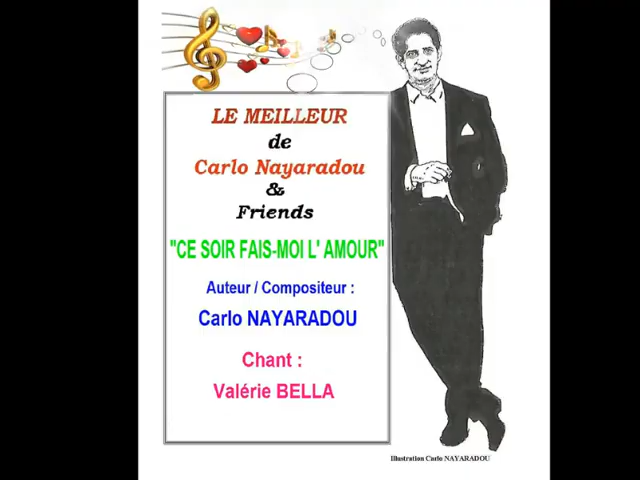 LE MEILLEUR
de
Carlo Nayaradou
&
Friends
"CE SOIR FAIS-MOI L' AMOUR"
Auteur / Compositeur :
Carlo NAYARADOU
Chant :
Valérie BELLA
Illustration Carlo NAYARADOU